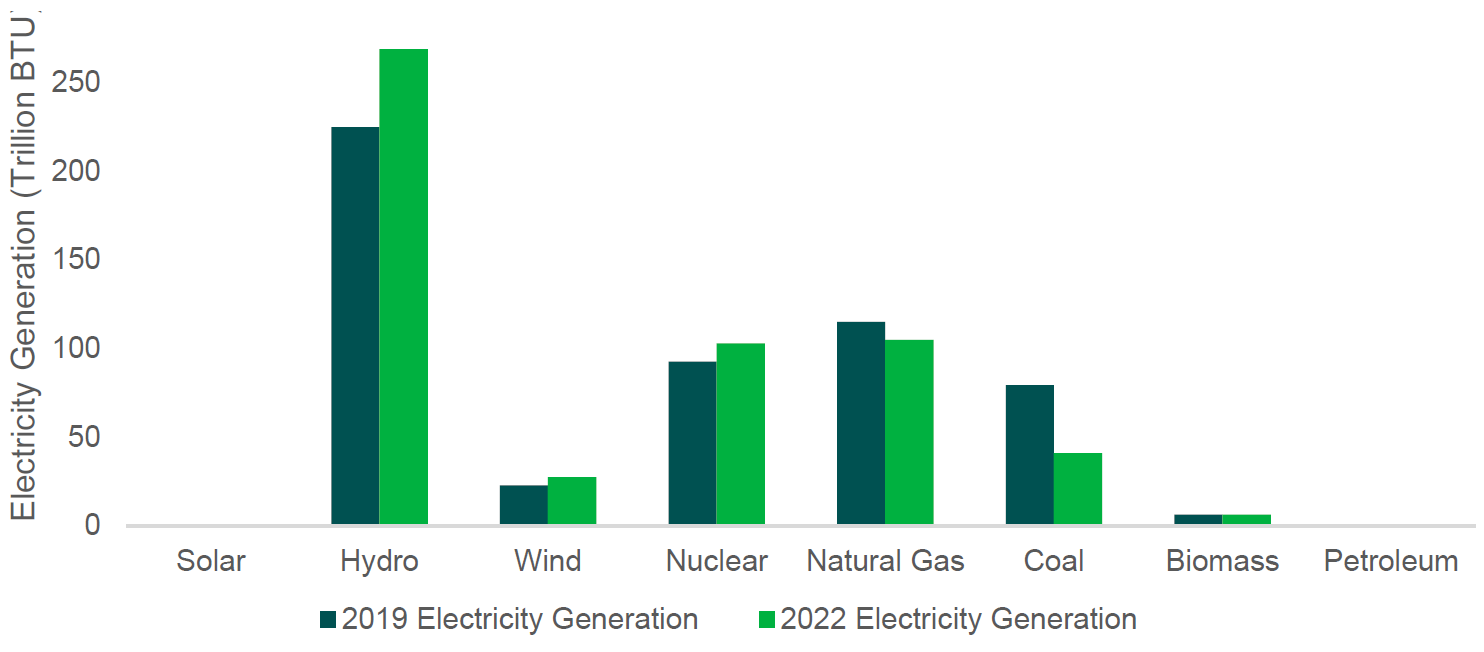 Electricity Generation (Trillion BTU)
250
200
150
100
50
0
Solar Hydro Wind Nuclear Natural Gas Coal Biomass Petroleum
2019 Electricity Generation 2022 Electricity Generation